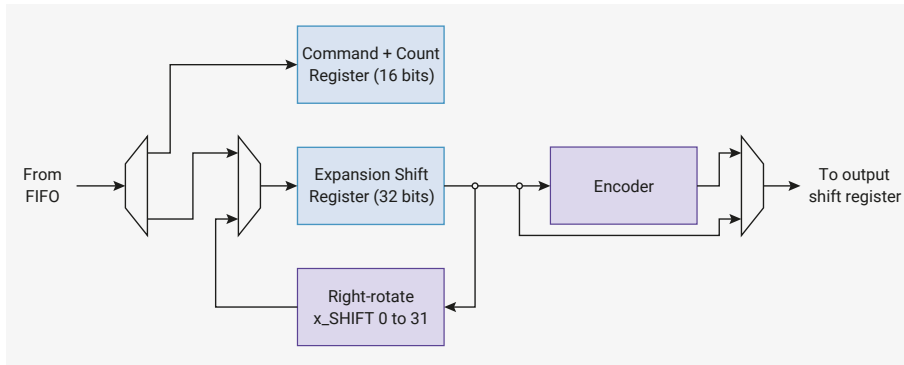 Command + Count
Register (16 bits)
From
FIFO
Expansion Shift
Register (32 bits)
Encoder
To output
shift register
Right-rotate
x_SHIFT 0 to 31